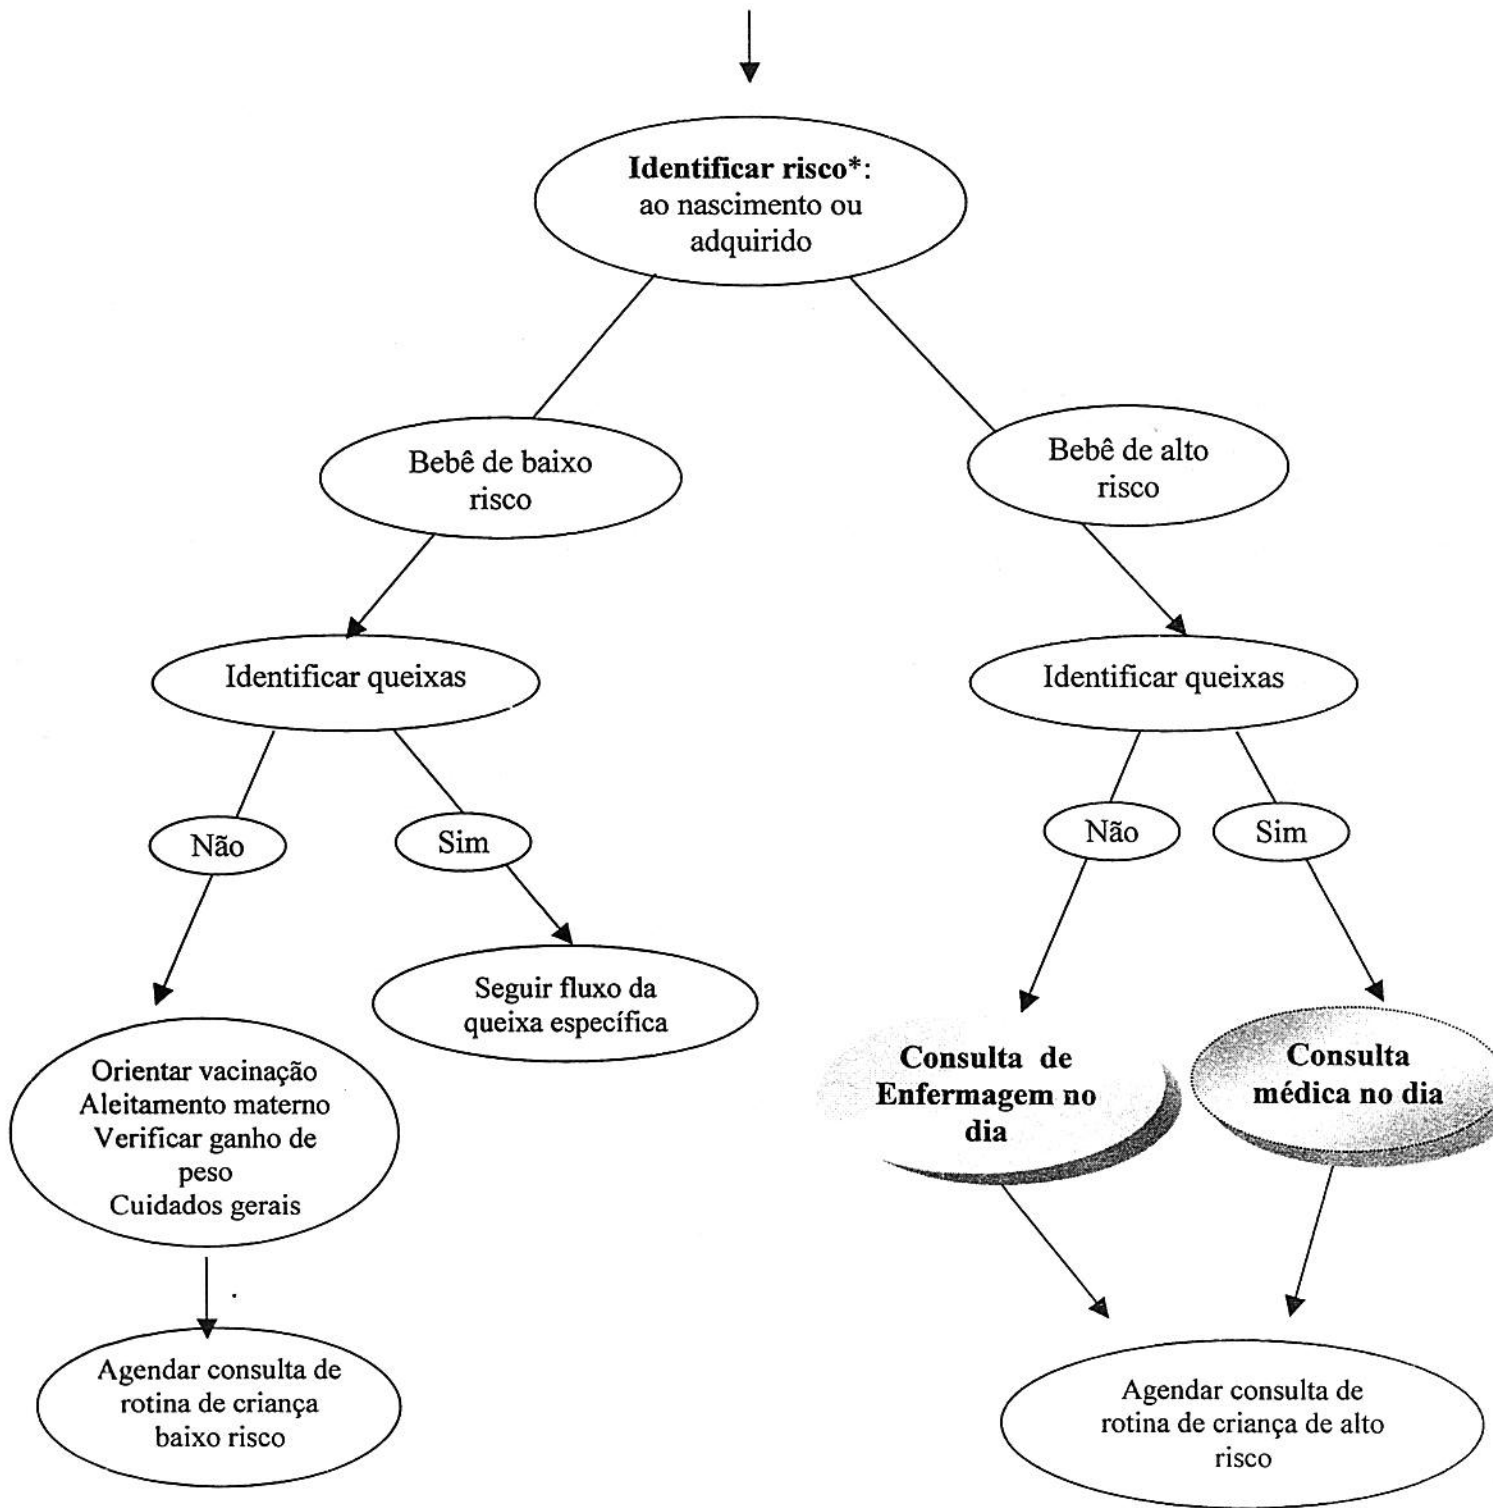 Identificar risco*:
ao nascimento ou
adquirido
Bebê de baixo
risco
Bebê de alto
risco
Identificar queixas
Identificar queixas
Não
Sim
Não
Sim
Seguir fluxo da
queixa específica
Orientar vacinação
Aleitamento materno
Verificar ganho de
peso
Cuidados gerais
Consulta de
Enfermagem no
dia
Consulta
médica no dia
Agendar consulta de
rotina de criança
baixo risco
Agendar consulta de
rotina de criança de alto
risco